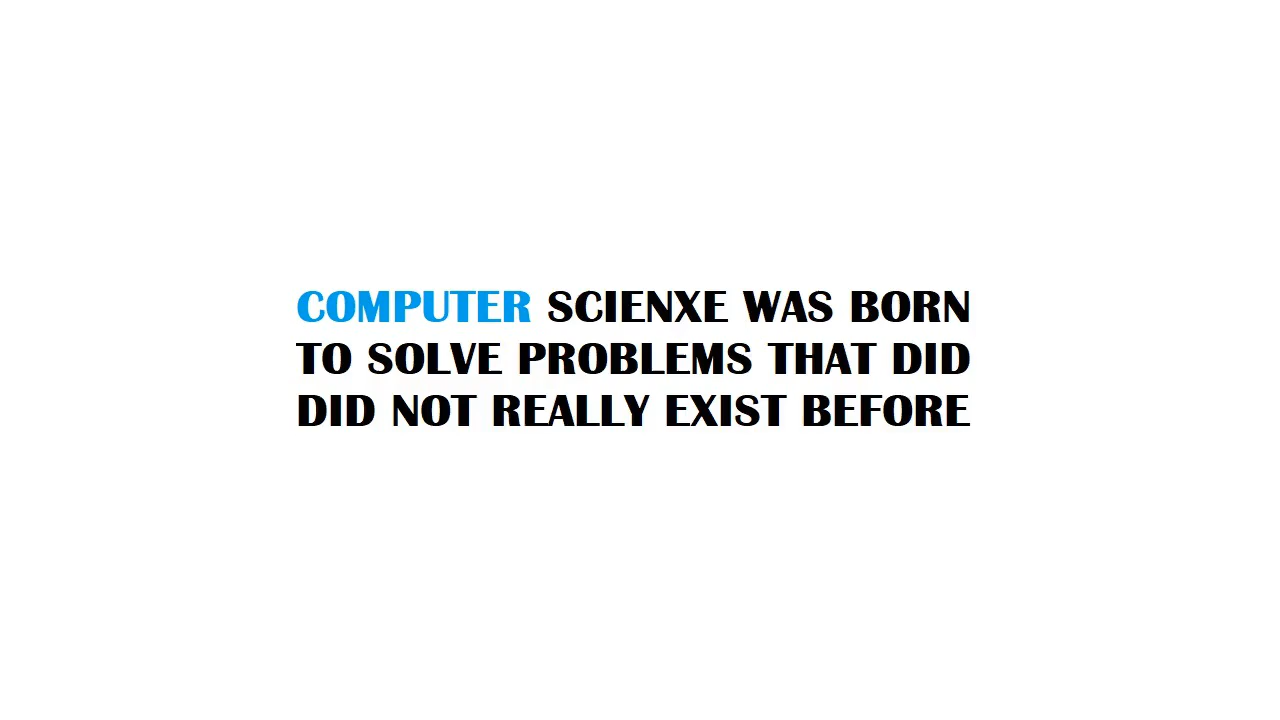 COMPUTER SCIENXE WAS BORN
TO SOLVE PROBLEMS THAT DID
DID NOT REALLY EXIST BEFORE